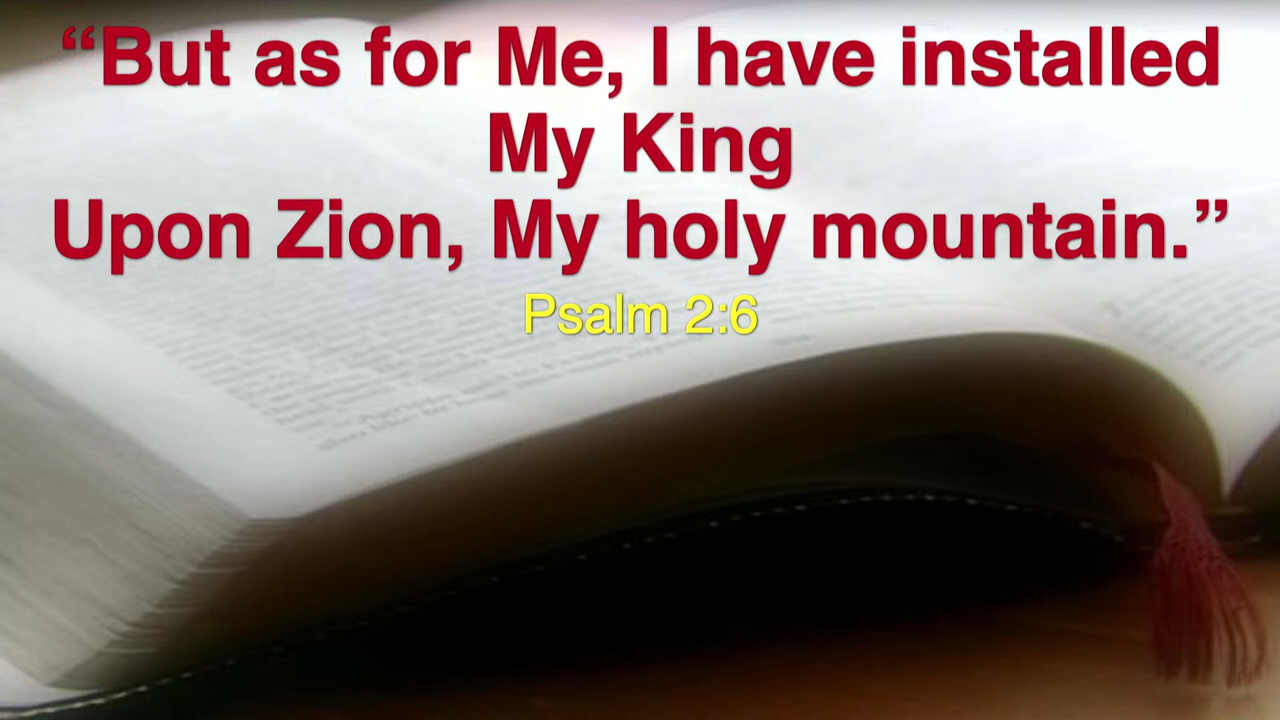 “But as for Me, I have installed
My King
Upon Zion, My holy mountain.”
Psalm 2:6